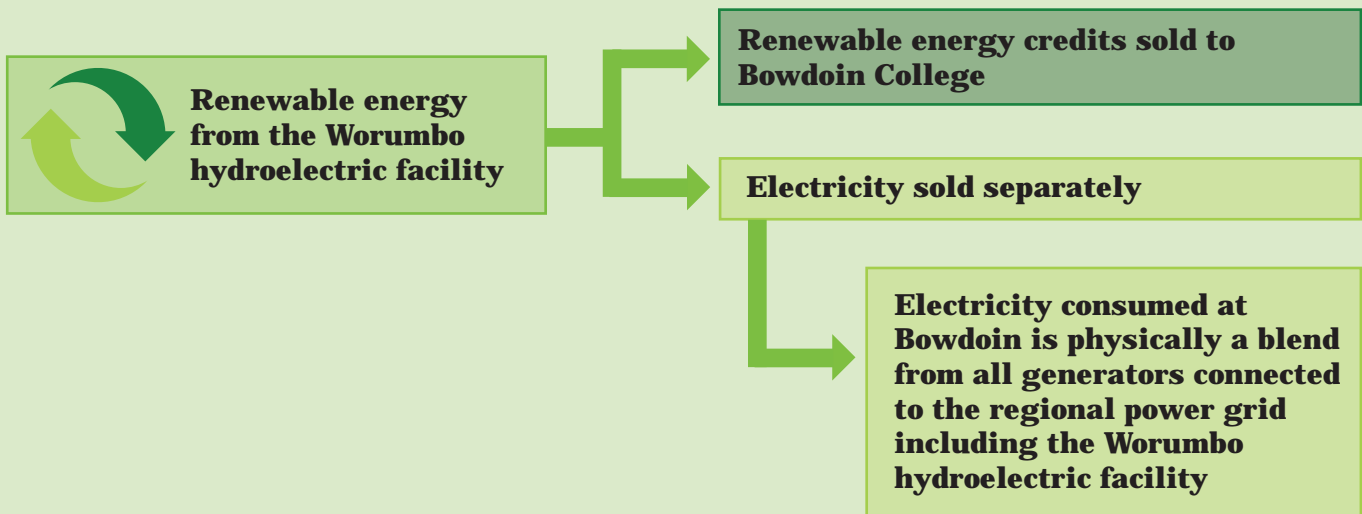 Renewable energy
from the Worumbo
hydroelectric facility
Renewable energy credits sold to
Bowdoin College
Electricity sold separately
Electricity consumed at
Bowdoin is physically a blend
from all generators connected
to the regional power grid
including the Worumbo
hydroelectric facility